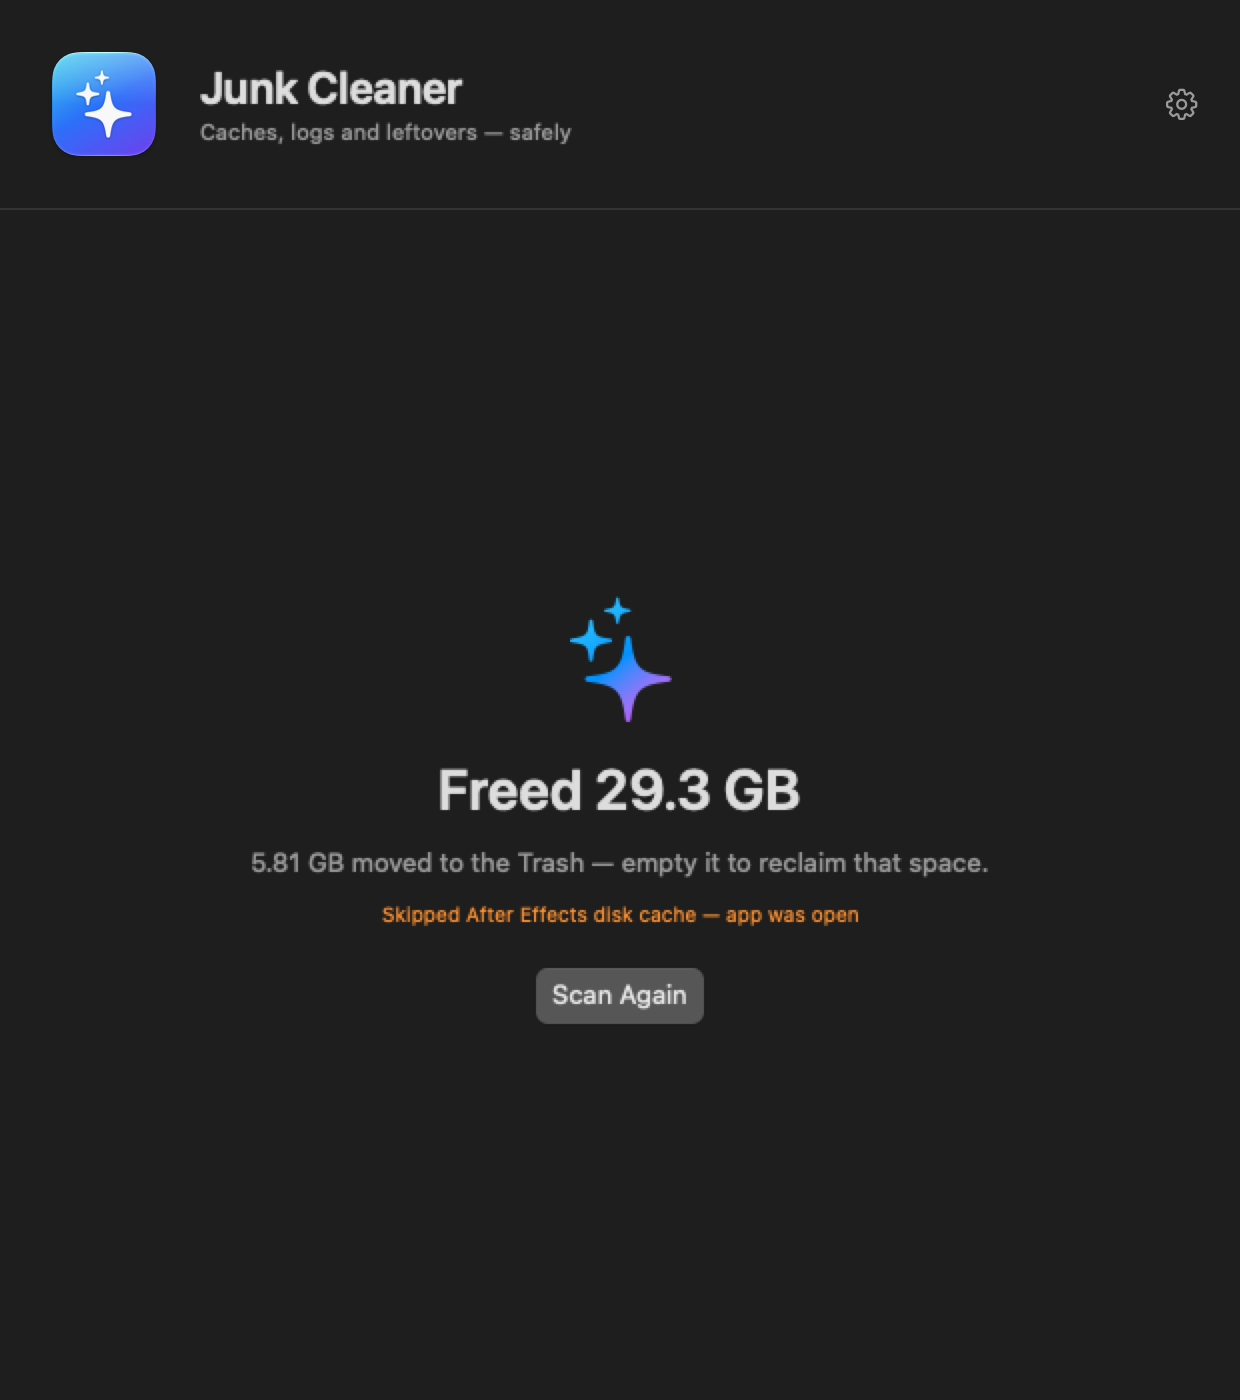 Junk Cleaner
Caches, logs and leftovers — safely
Freed 29.3 GB
5.81 GB moved to the Trash — empty it to reclaim that space.
Skipped After Effects disk cache — app was open
Scan Again